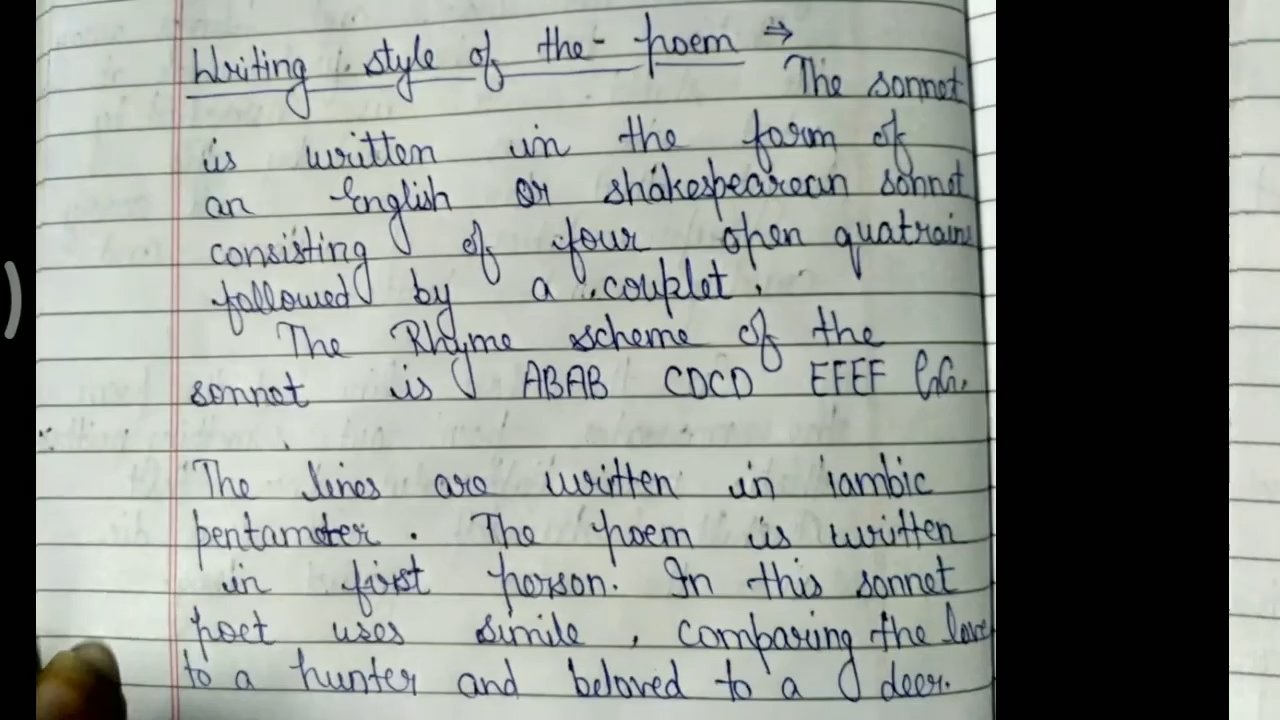 Writing style of the poem ⇒
The sonnet
is written in the form of
an English or shakespearean sonnet
consisting of four open quatrains
followed by a couplet.
The Rhyme scheme of the
sonnet is ABAB CDCD EFEF GG.
The lines are written in iambic
pentameter. The poem is written
in first person. In this sonnet
poet uses simile, comparing the
to a hunter and beloved to a deer.